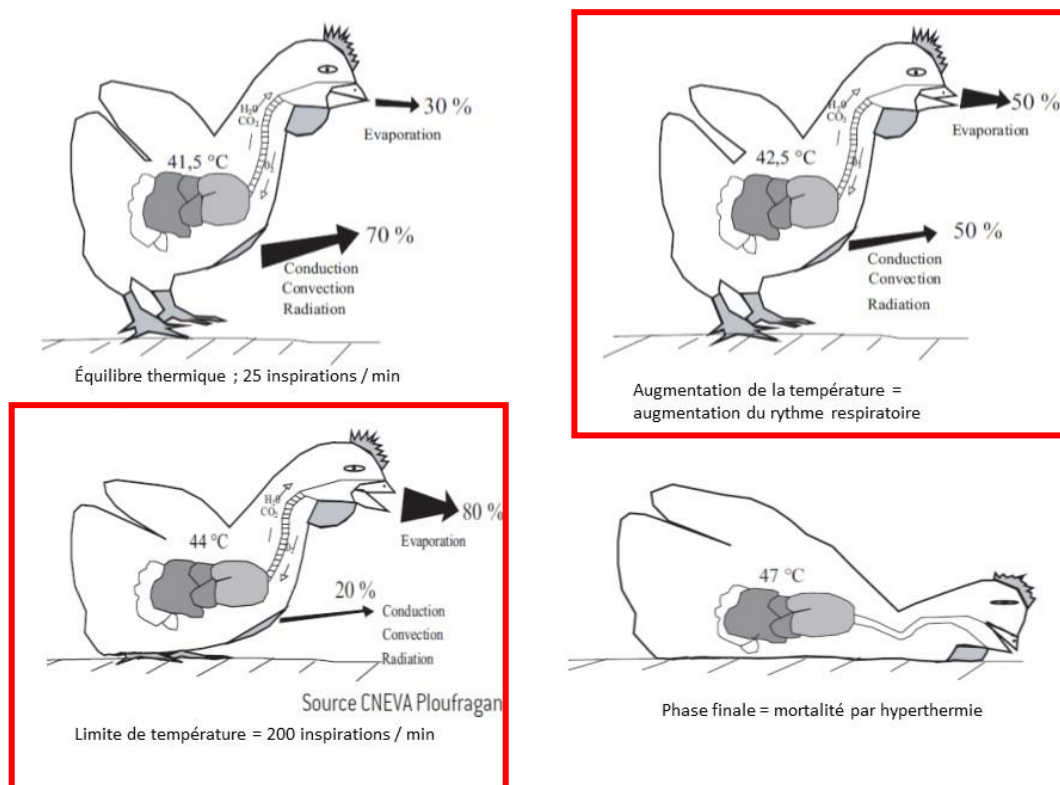 30 %
Evaporation
H₂0
CO₂
O₂
41,5 °C
70 %
Conduction
Convection
Radiation
Équilibre thermique ; 25 inspirations / min
50 %
Evaporation
H₂0
CO₂
O₂
42,5 °C
50 %
Conduction
Convection
Radiation
Augmentation de la température =
augmentation du rythme respiratoire
80 %
Evaporation
H₂0
CO₂
O₂
44 °C
20 %
Conduction
Convection
Radiation
Source CNEVA Ploufragan
Limite de température = 200 inspirations / min
47 °C
Phase finale = mortalité par hyperthermie